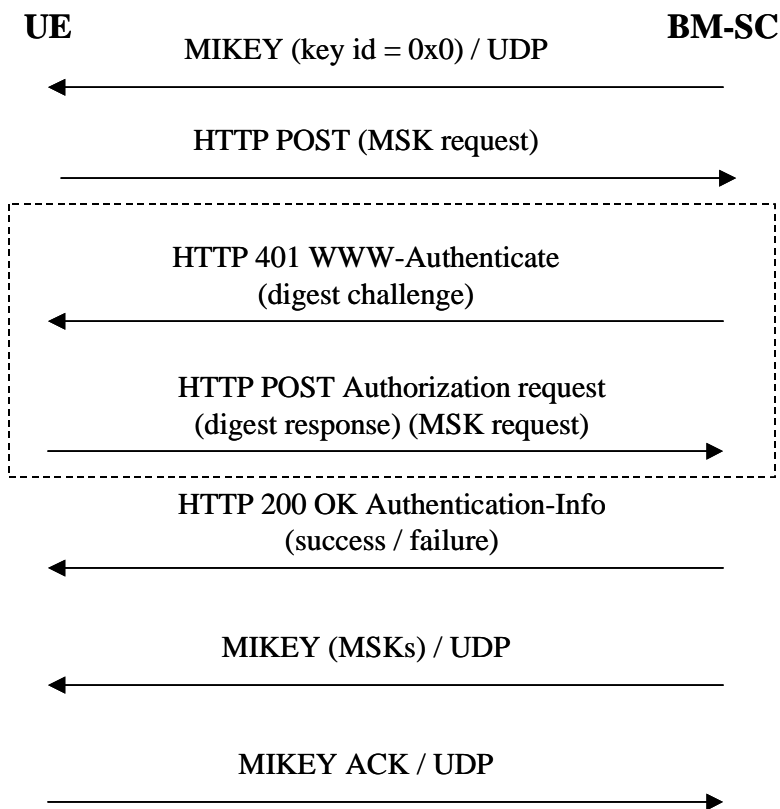 UE
BM-SC
MIKEY (key id = 0x0) / UDP
HTTP POST (MSK request)
HTTP 401 WWW-Authenticate
(digest challenge)
HTTP POST Authorization request
(digest response) (MSK request)
HTTP 200 OK Authentication-Info
(success / failure)
MIKEY (MSKs) / UDP
MIKEY ACK / UDP